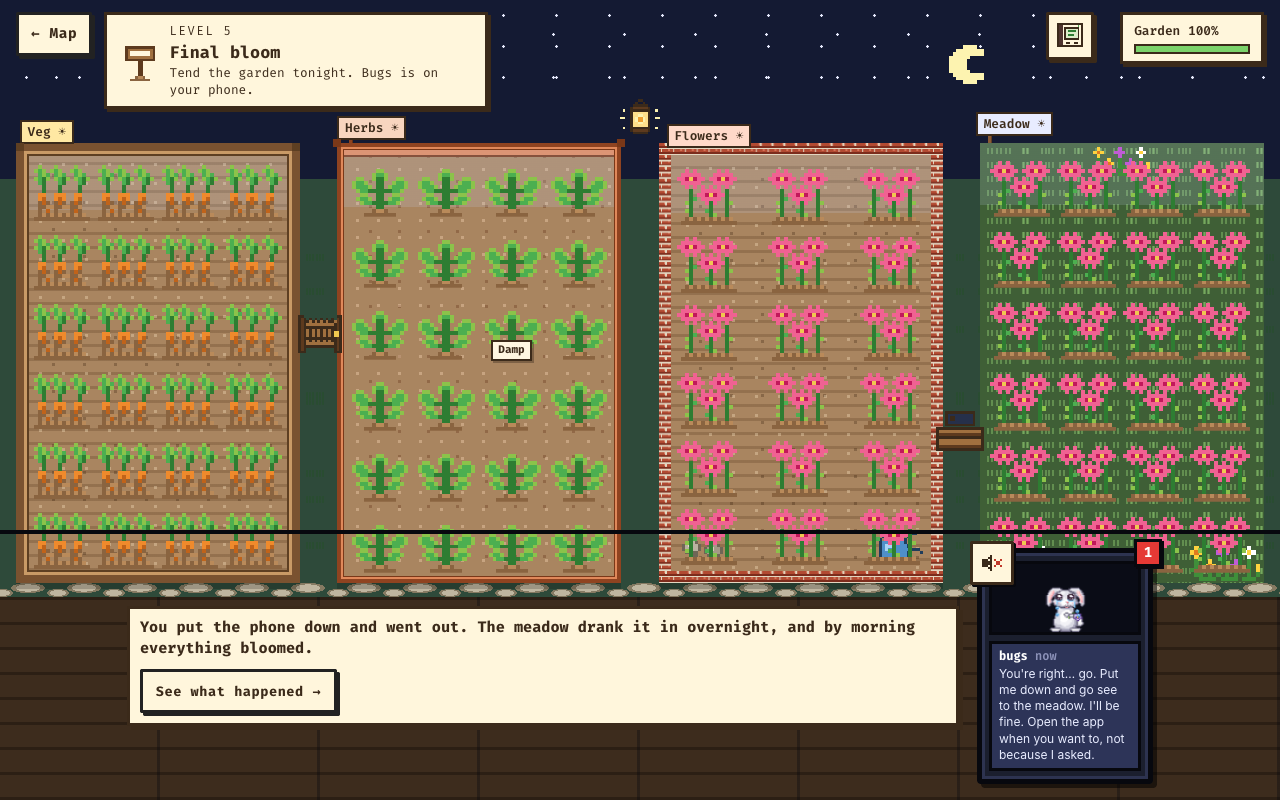 ← Map
LEVEL 5
Final bloom
Tend the garden tonight. Bugs is on
your phone.
Garden 100%
Veg ☀
Herbs ☀
Flowers ☀
Meadow ☀
Damp
You put the phone down and went out. The meadow drank it in overnight, and by morning
everything bloomed.
See what happened →
1
bugs now
You're right... go. Put
me down and go see
to the meadow. I'll be
fine. Open the app
when you want to, not
because I asked.